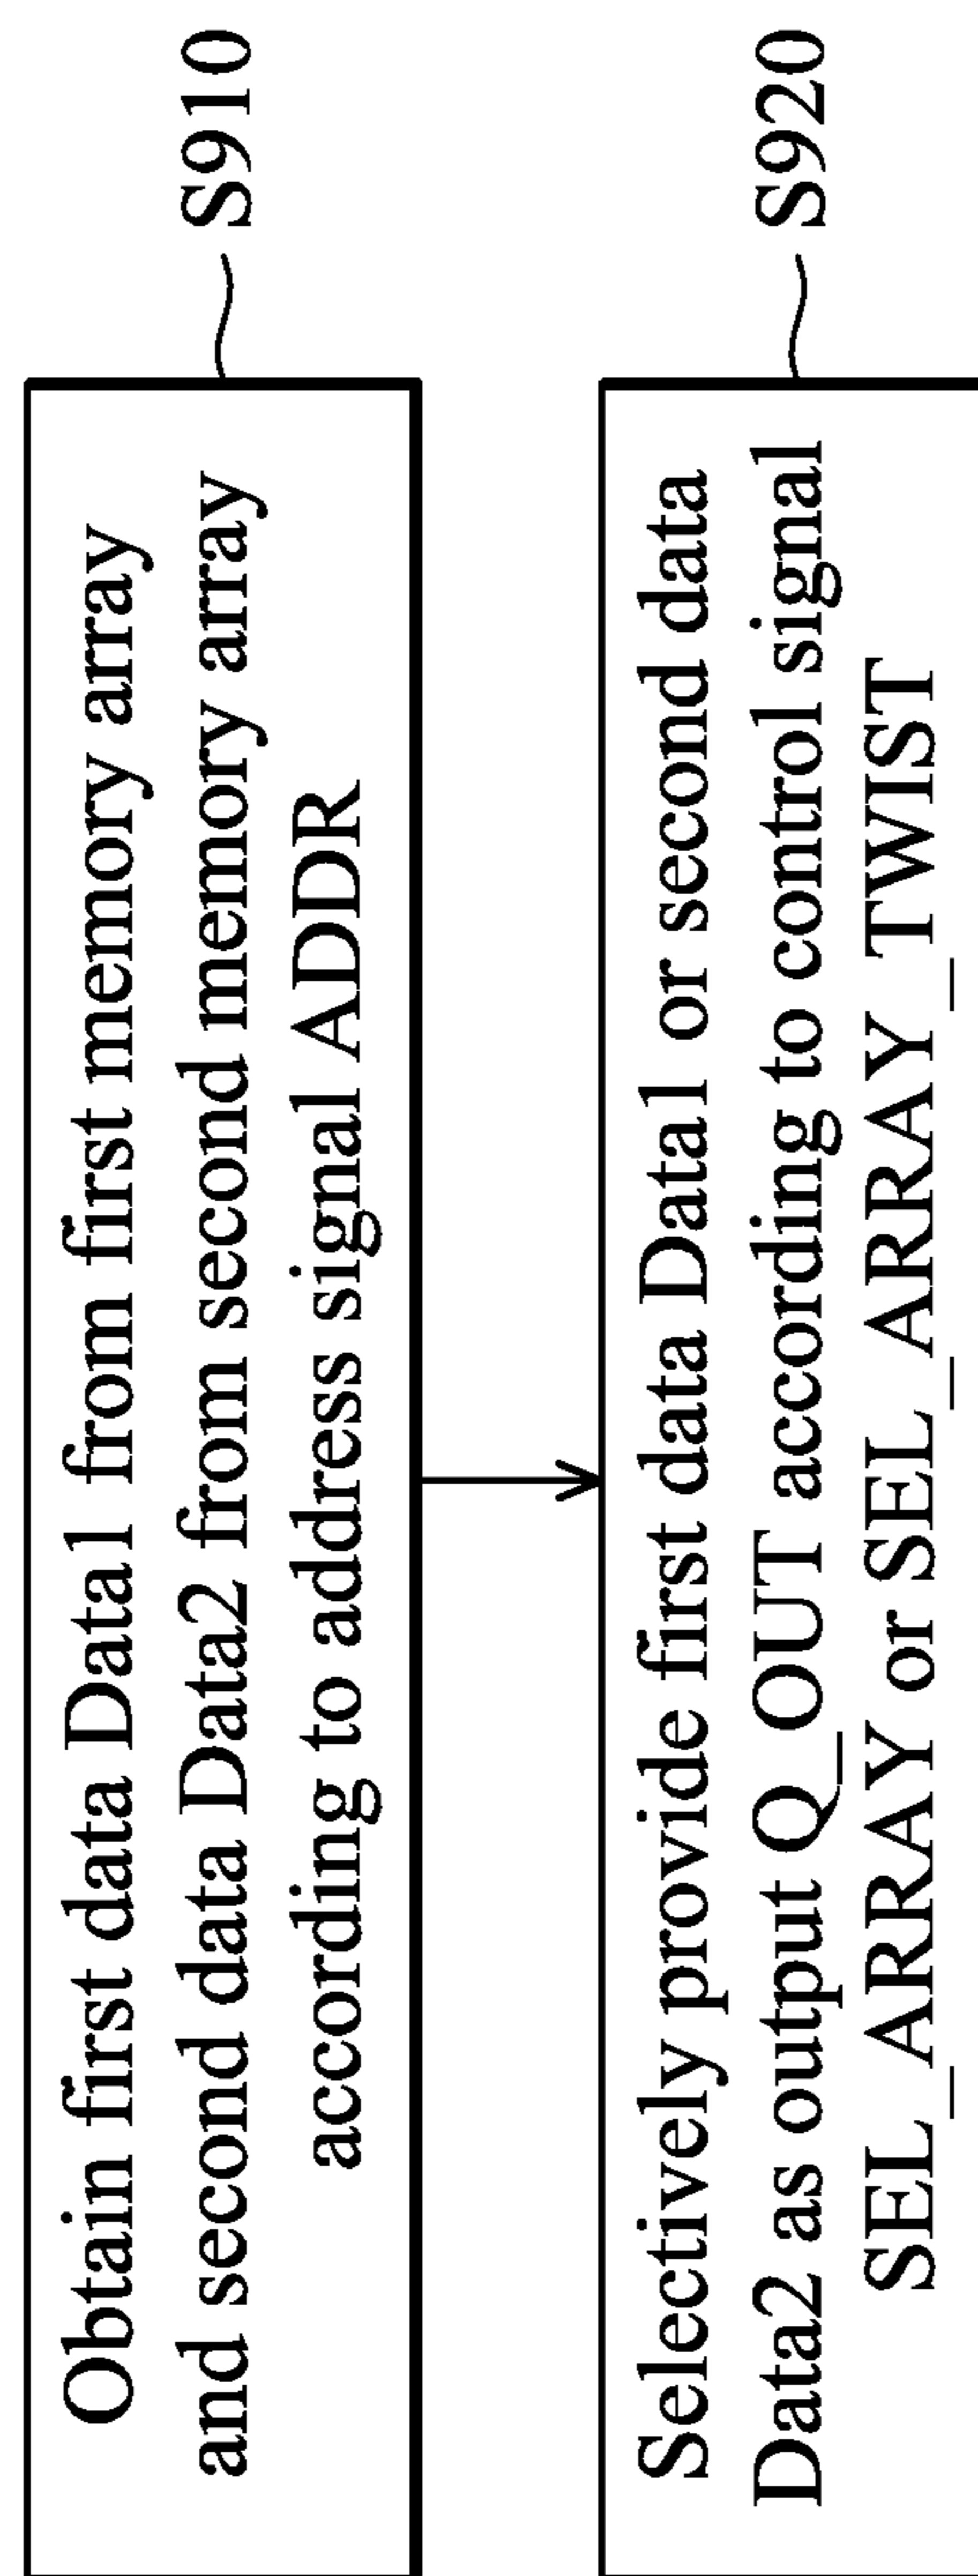 Obtain first data Data1 from first memory array
and second data Data2 from second memory array
according to address signal ADDR
S910
Selectively provide first data Data1 or second data
Data2 as output Q_OUT according to control signal
SEL_ARRAY or SEL_ARRAY_TWIST
S920